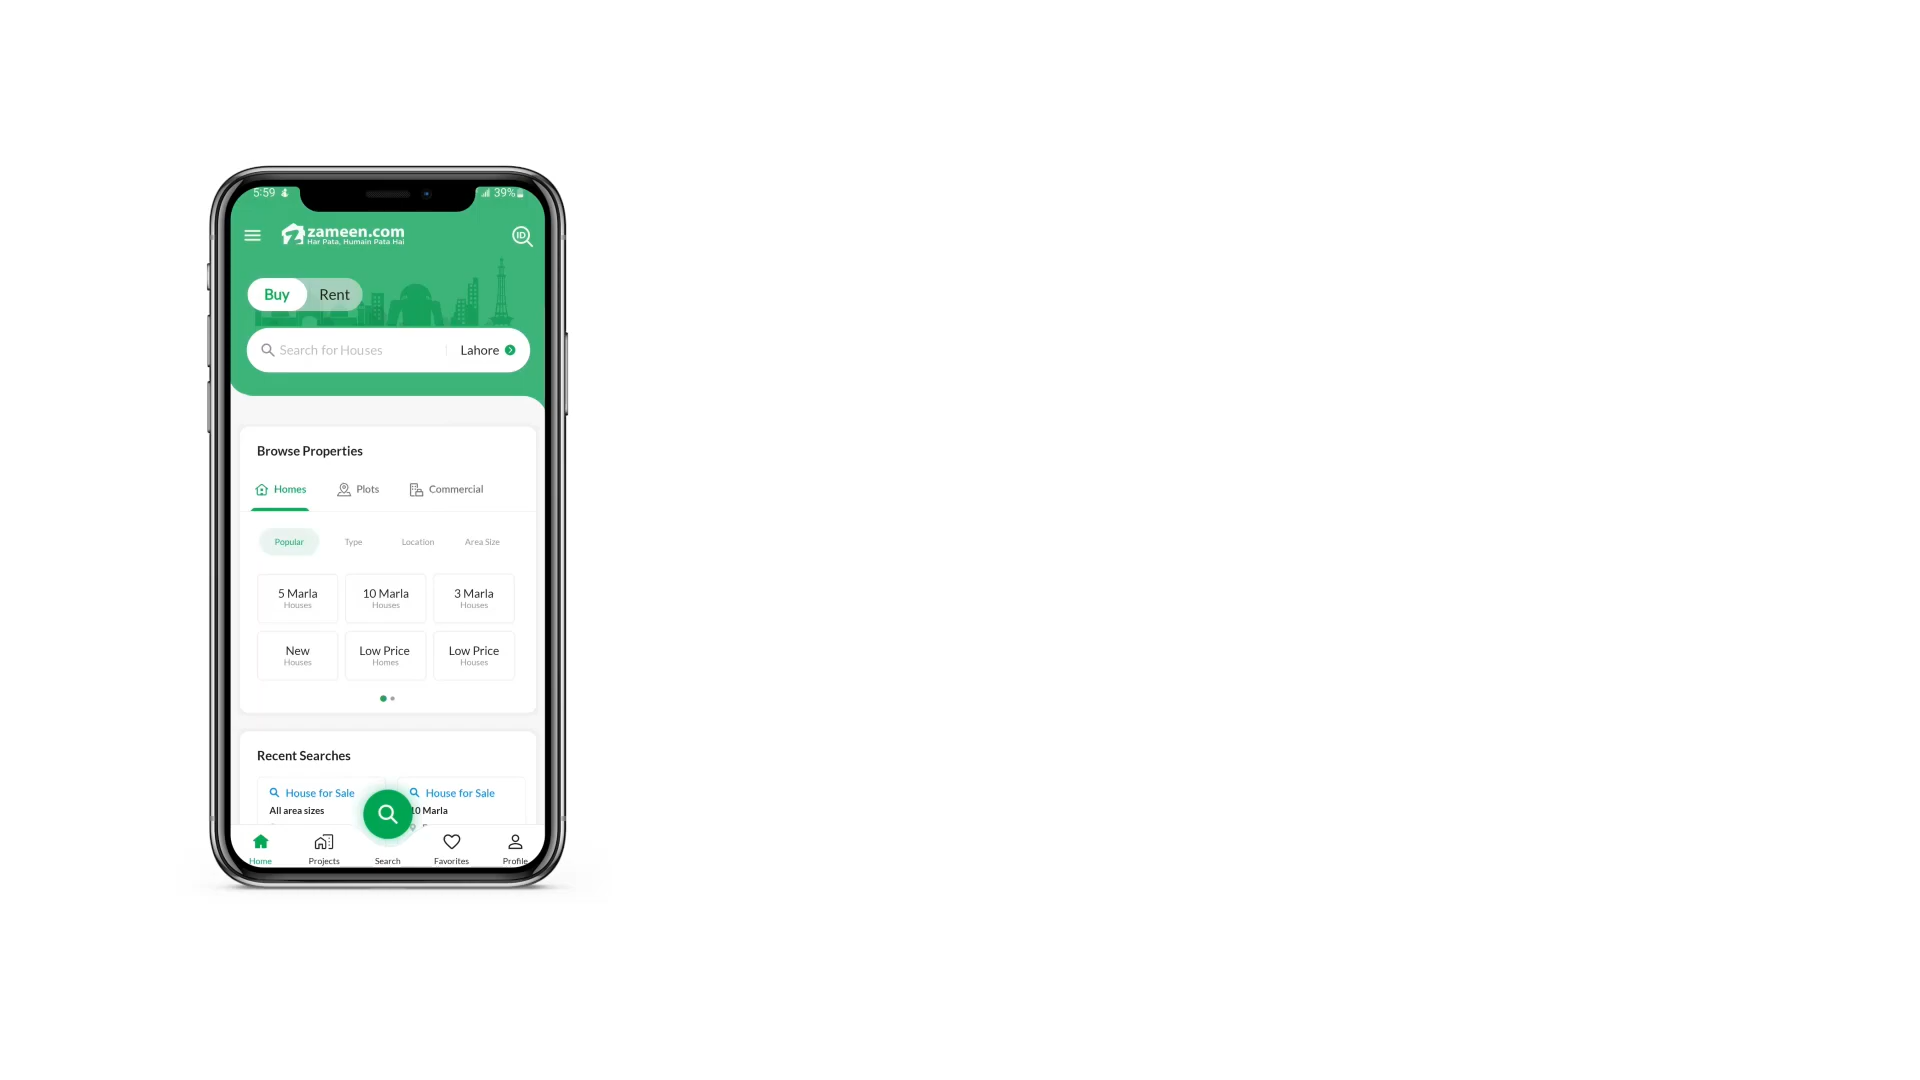 5:59
39%
zameen.com
Har Pata, Humain Pata Hai
ID
Buy
Rent
Search for Houses
Lahore
Browse Properties
Homes
Plots
Commercial
Popular
Type
Location
Area Size
5 Marla
Houses
10 Marla
Houses
3 Marla
Houses
New
Houses
Low Price
Homes
Low Price
Houses
Recent Searches
House for Sale
All area sizes
House for Sale
10 Marla
Home
Projects
Search
Favorites
Profile